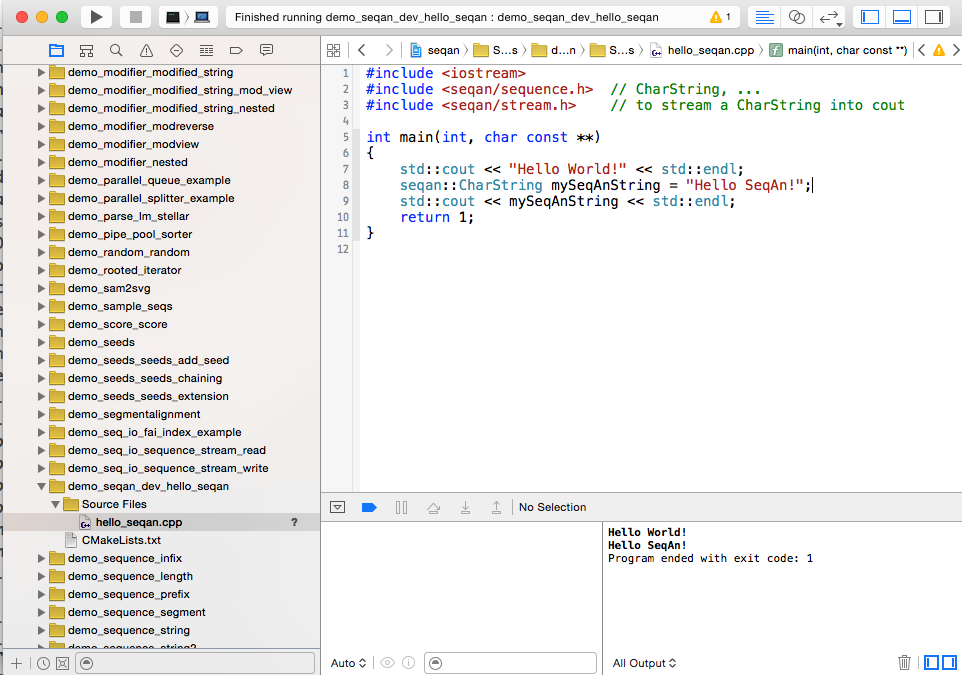 Finished running demo_seqan_dev_hello_seqan : demo_seqan_dev_hello_seqan
1
seqan S...s d...n S...s hello_seqan.cpp main(int, char const **)
demo_modifier_modified_string
demo_modifier_modified_string_mod_view
demo_modifier_modified_string_nested
demo_modifier_modreverse
demo_modifier_modview
demo_modifier_nested
demo_parallel_queue_example
demo_parallel_splitter_example
demo_parse_lm_stellar
demo_pipe_pool_sorter
demo_random_random
demo_rooted_iterator
demo_sam2svg
demo_sample_seqs
demo_score_score
demo_seeds
demo_seeds_seeds_add_seed
demo_seeds_seeds_chaining
demo_seeds_seeds_extension
demo_segmentalignment
demo_seq_io_fai_index_example
demo_seq_io_sequence_stream_read
demo_seq_io_sequence_stream_write
demo_seqan_dev_hello_seqan
Source Files
hello_seqan.cpp ?
CMakeLists.txt
demo_sequence_infix
demo_sequence_length
demo_sequence_prefix
demo_sequence_segment
demo_sequence_string
demo_sequence_string2
1 #include <iostream>
2 #include <seqan/sequence.h>  // CharString, ...
3 #include <seqan/stream.h>    // to stream a CharString into cout
4
5 int main(int, char const **)
6 {
7     std::cout << "Hello World!" << std::endl;
8     seqan::CharString mySeqAnString = "Hello SeqAn!";
9     std::cout << mySeqAnString << std::endl;
10     return 1;
11 }
12
No Selection
Hello World!
Hello SeqAn!
Program ended with exit code: 1
Auto
All Output